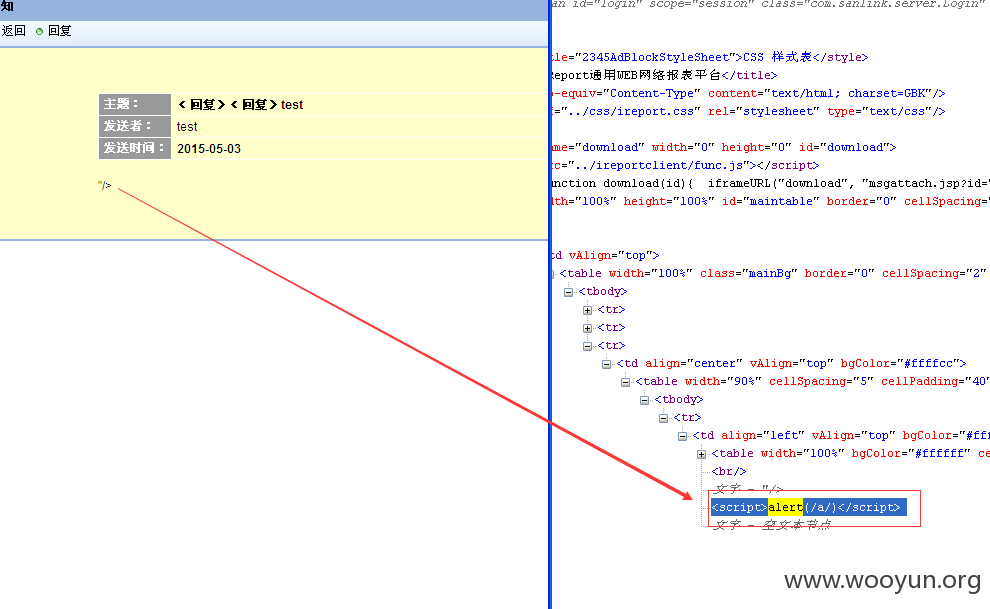 知
返回 回复
主题： <回复><回复> test
发送者： test
发送时间： 2015-05-03
"/>
an id="login" scope="session" class="com.sanlink.server.Login"
tle="2345AdBlockStyleSheet">CSS 样式表</style>
Report通用WEB网络报表平台</title>
p-equiv="Content-Type" content="text/html; charset=GBK"/>
f="../css/ireport.css" rel="stylesheet" type="text/css"/>
ame="download" width="0" height="0" id="download">
rc="../ireportclient/func.js"></script>
unction download(id){ iframeURL("download", "msgattach.jsp?id="
dth="100%" height="100%" id="maintable" border="0" cellSpacing="
td vAlign="top">
<table width="100%" class="mainBg" border="0" cellSpacing="2"
<tbody>
<tr>
<tr>
<tr>
<td align="center" vAlign="top" bgColor="#ffffcc">
<table width="90%" cellSpacing="5" cellPadding="40"
<tbody>
<tr>
<td align="left" vAlign="top" bgColor="#fff
<table width="100%" bgColor="#ffffff" ce
<br/>
文字 - "/>
<script>alert(/a/)</script>
文字 - 空文本节点
www.wooyun.org